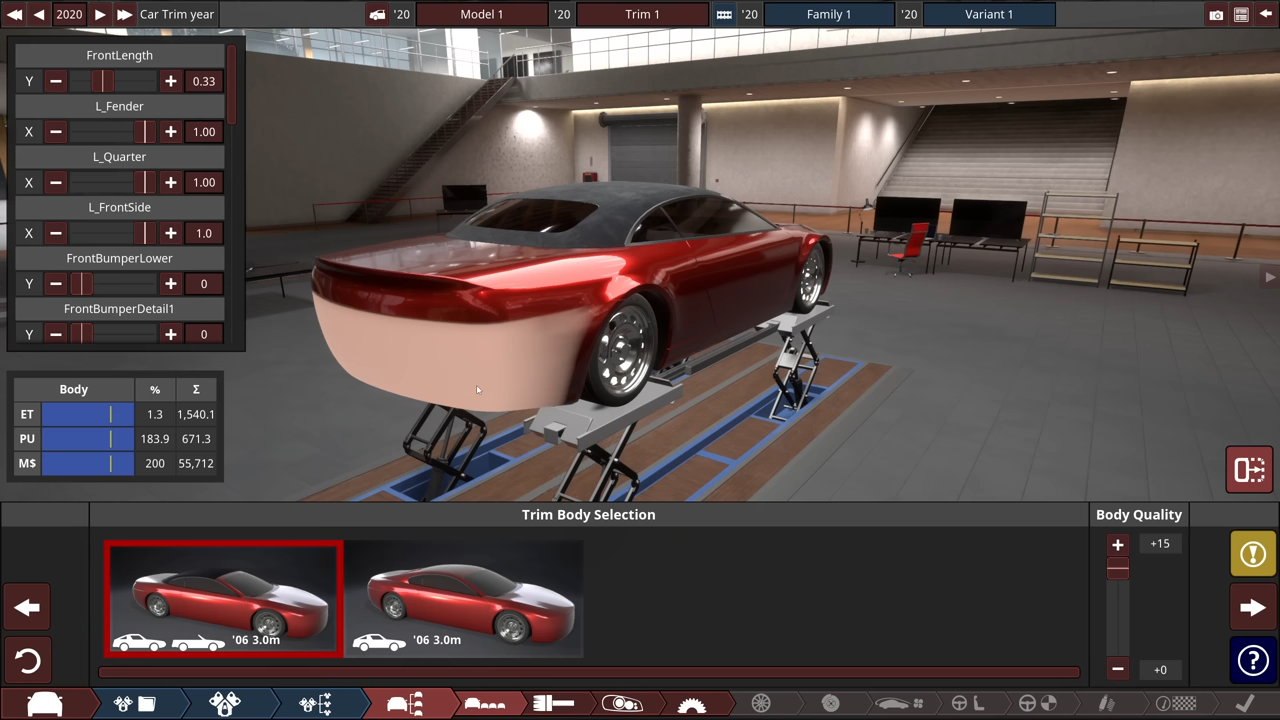 2020
Car Trim year
'20
Model 1
'20
Trim 1
'20
Family 1
'20
Variant 1
FrontLength
Y
0.33
L_Fender
X
1.00
L_Quarter
X
1.00
L_FrontSide
X
1.0
FrontBumperLower
Y
0
FrontBumperDetail1
Y
0
Body % Σ
ET 1.3 1,540.1
PU 183.9 671.3
M$ 200 55,712
Trim Body Selection
Body Quality
+15
+0
'06 3.0m
'06 3.0m